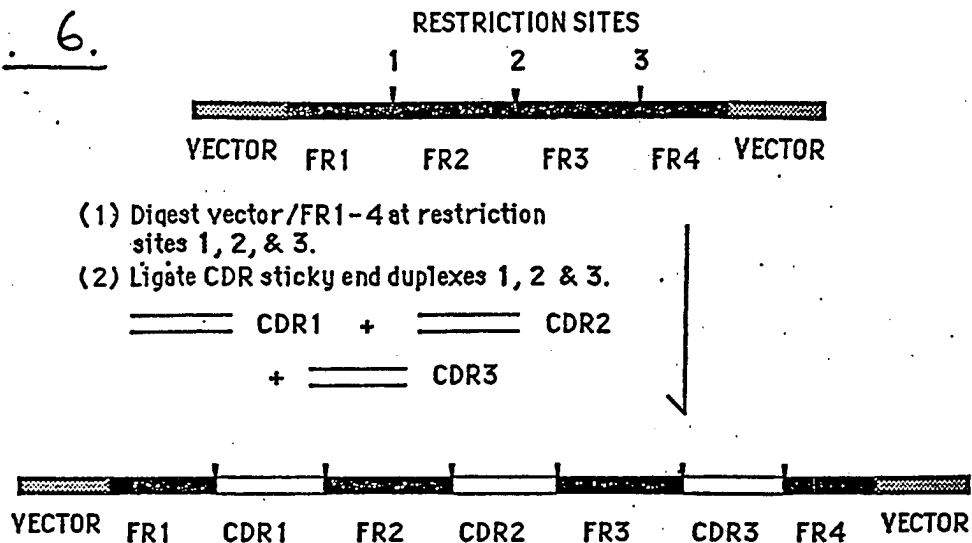 . 6.
RESTRICTION SITES
1 2 3
VECTOR FR1 FR2 FR3 FR4 VECTOR
(1) Digest vector/FR1-4 at restriction
sites 1, 2, & 3.
(2) Ligate CDR sticky end duplexes 1, 2 & 3.
CDR1 + CDR2
+ CDR3
VECTOR FR1 CDR1 FR2 CDR2 FR3 CDR3 FR4 VECTOR